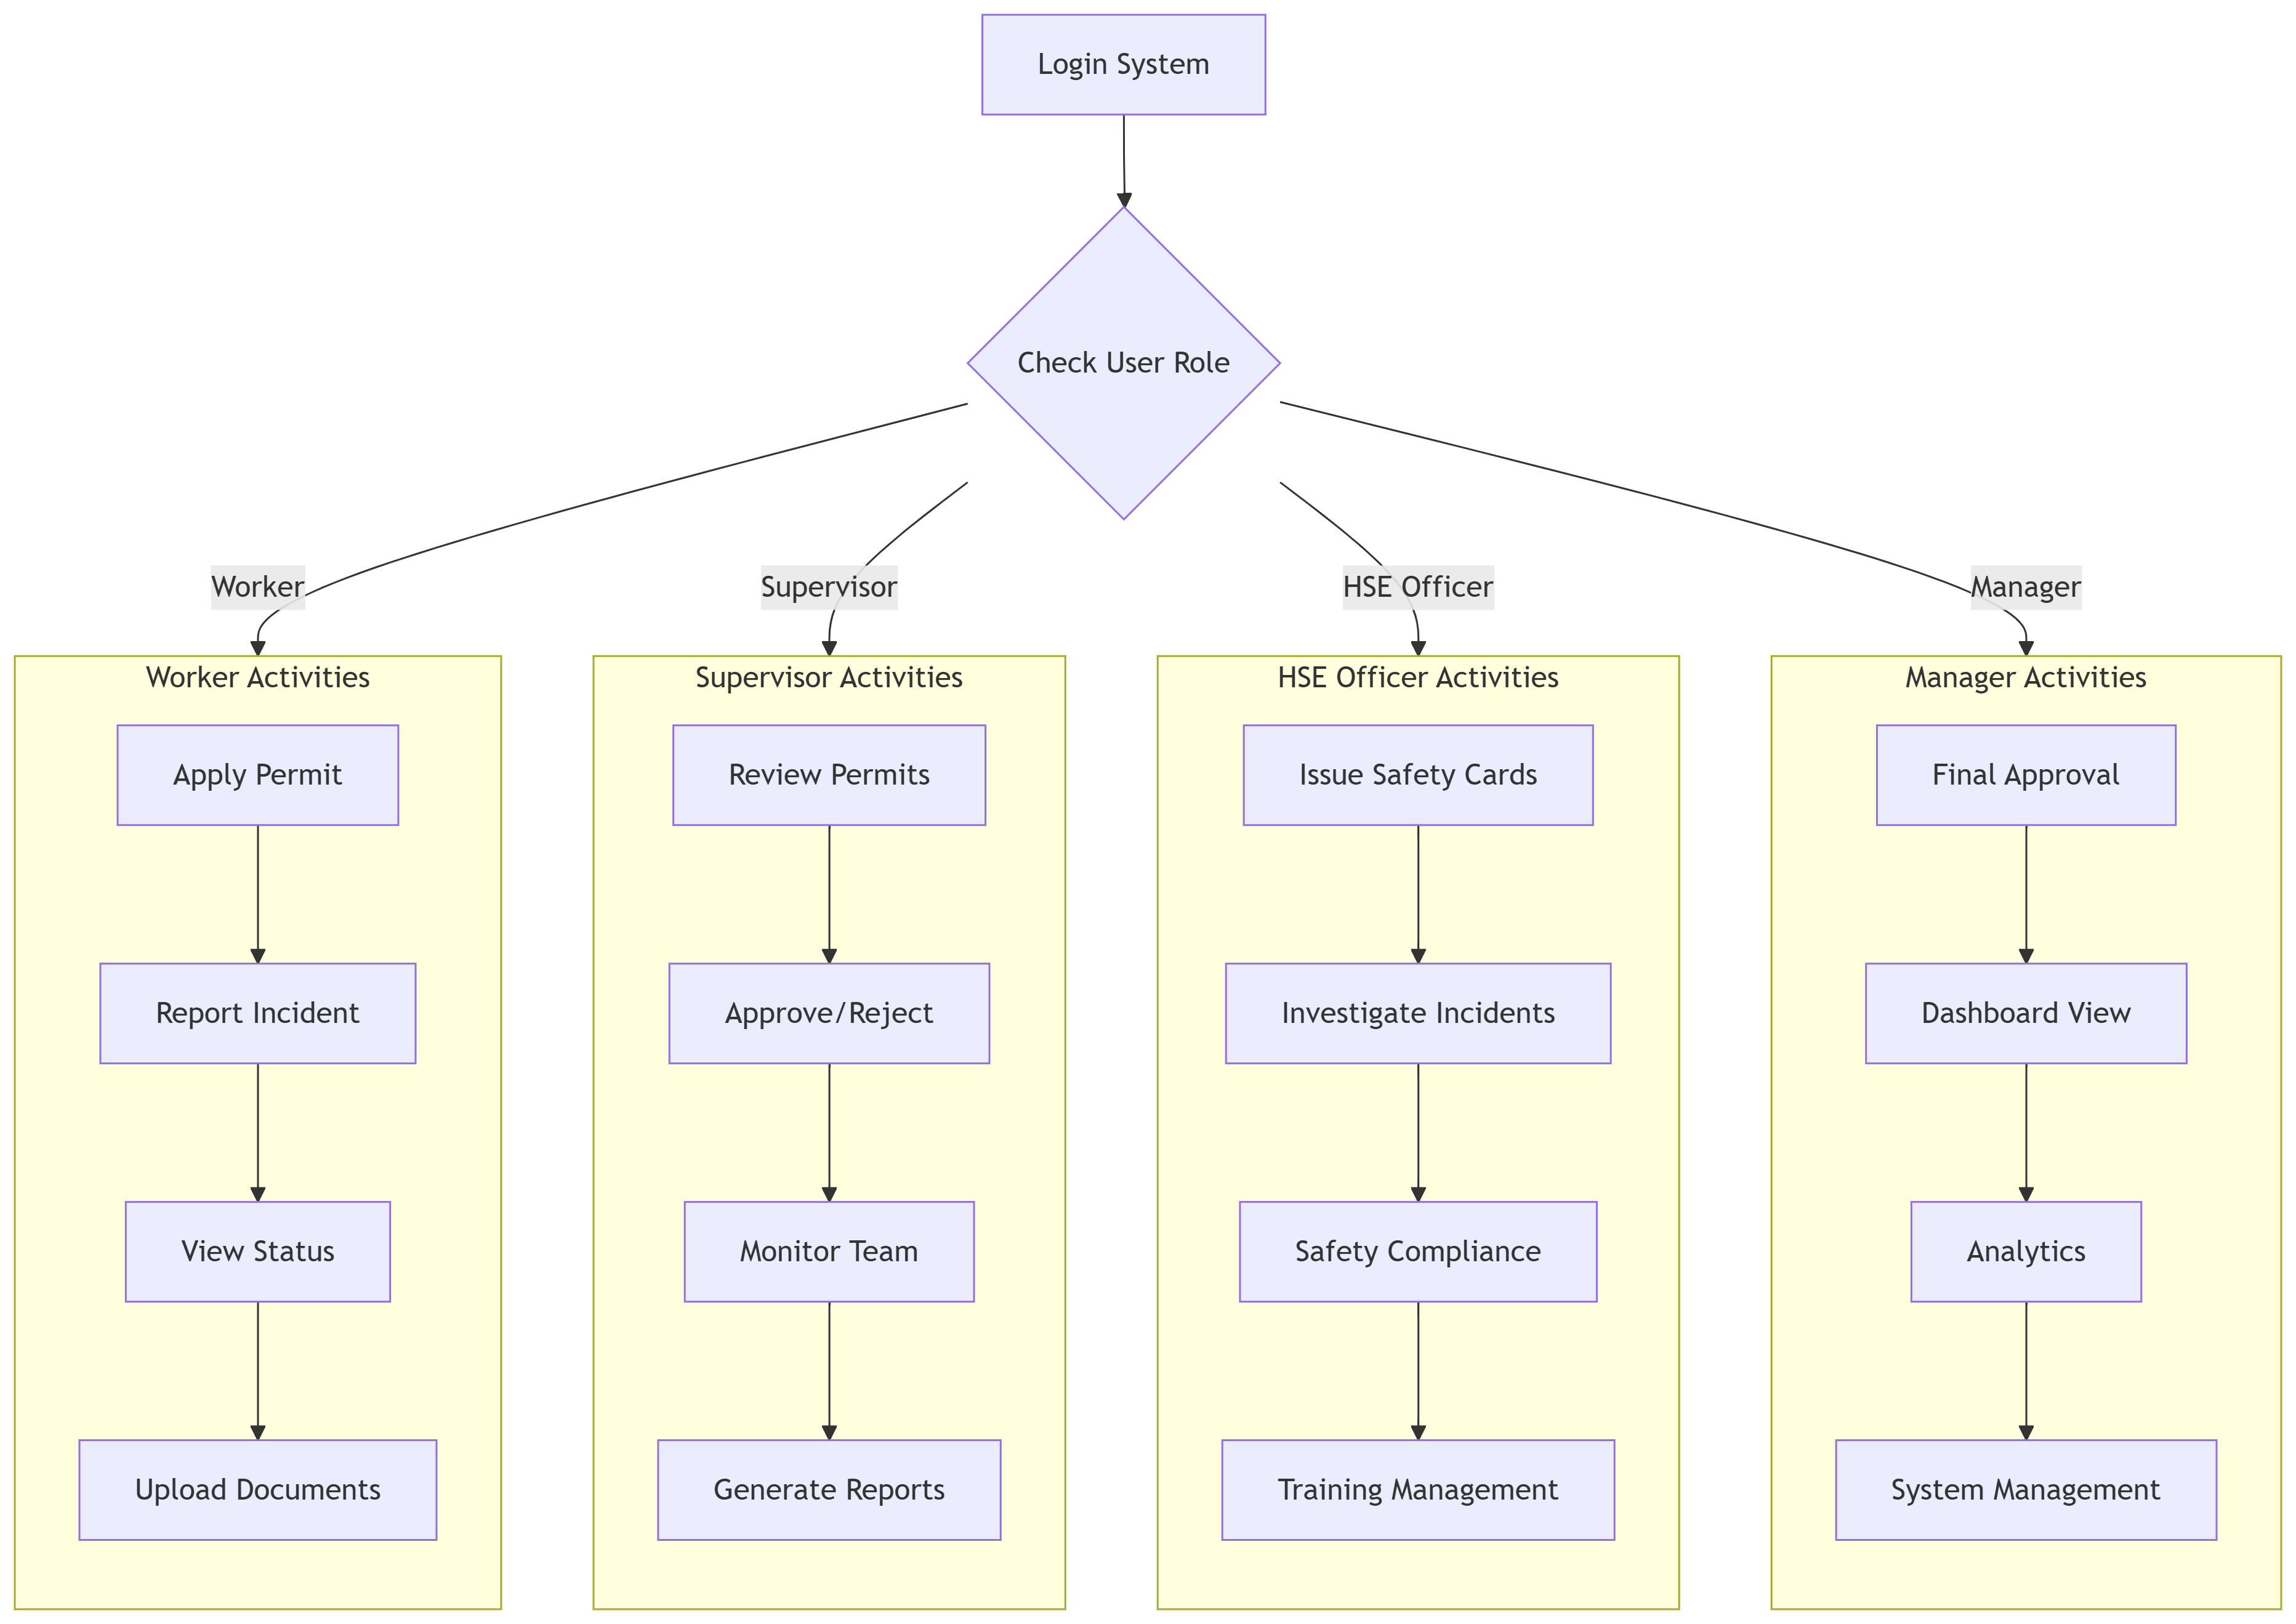 Login System
Check User Role
Worker
Supervisor
HSE Officer
Manager
Worker Activities
Apply Permit
Report Incident
View Status
Upload Documents
Supervisor Activities
Review Permits
Approve/Reject
Monitor Team
Generate Reports
HSE Officer Activities
Issue Safety Cards
Investigate Incidents
Safety Compliance
Training Management
Manager Activities
Final Approval
Dashboard View
Analytics
System Management